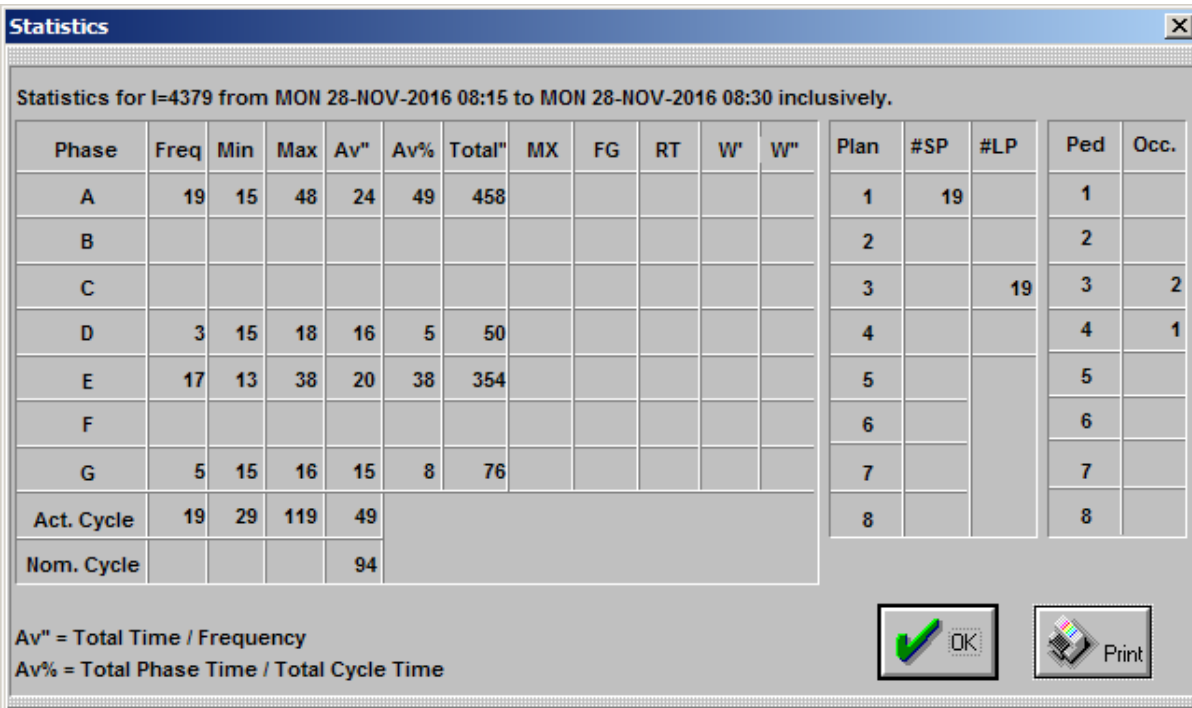 Statistics
Statistics for I=4379 from MON 28-NOV-2016 08:15 to MON 28-NOV-2016 08:30 inclusively.
Phase Freq Min Max Av" Av% Total" MX FG RT W' W" Plan #SP #LP Ped Occ.
A 19 15 48 24 49 458 1 19 1
B 2 2
C 3 19 3 2
D 3 15 18 16 5 50 4 4 1
E 17 13 38 20 38 354 5 5
F 6 6
G 5 15 16 15 8 76 7 7
Act. Cycle 19 29 119 49 8 8
Nom. Cycle 94
Av" = Total Time / Frequency
Av% = Total Phase Time / Total Cycle Time
OK Print